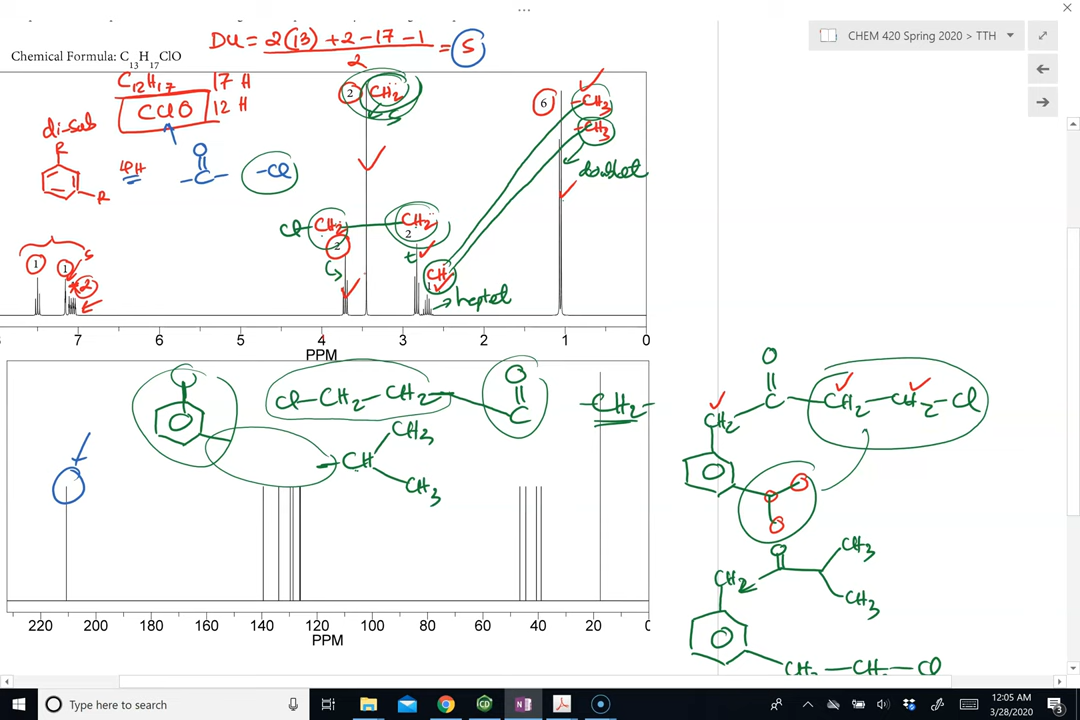 CHEM 420 Spring 2020 > TTH
DU = 2(13) + 2 - 17 - 1 / 2 = 5
Chemical Formula: C13H17ClO
C12H17 17 H
CClO 12 H
di-sub
R
R
4H
O
-C-
-Cl
2 CH2
6 -CH3
-CH3
doublet
Cl-CH2 CH2
2 2
t
CH
1
heptet
1 1 s
2
7 6 5 4 3 2 1 0
PPM
Cl-CH2-CH2
O
C
-CH2-
CH
CH3
CH3
O
CH2 C CH2-CH2-Cl
O
CH2
CH3
CH3
CH2-CH2-Cl
220 200 180 160 140 120 100 80 60 40 20 0
PPM
Type here to search
12:05 AM
3/28/2020
3